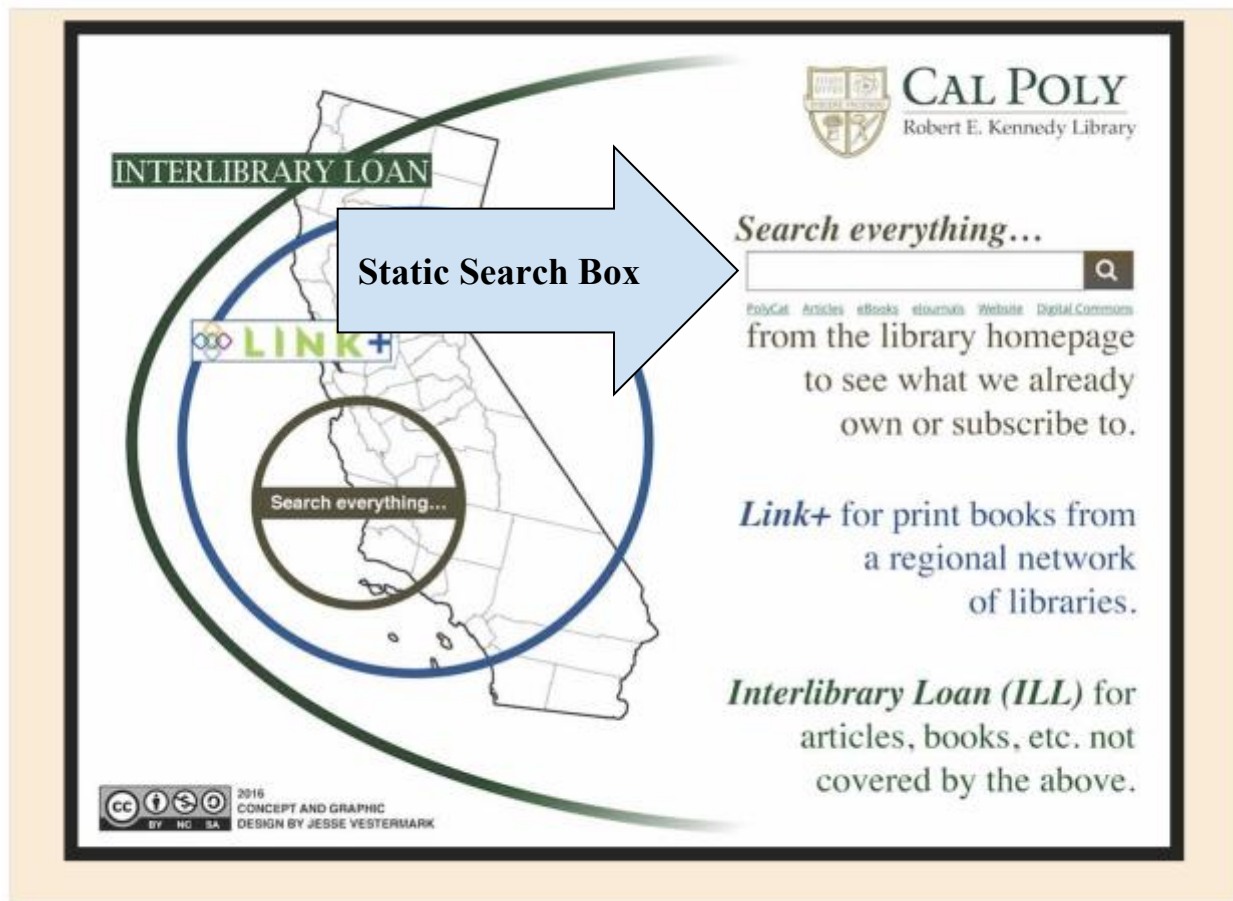 CAL POLY
Robert E. Kennedy Library
INTERLIBRARY LOAN
Static Search Box
LINK+
Search everything...
Search everything…
PolyCat Articles eBooks eJournals Website Digital Commons
from the library homepage
to see what we already
own or subscribe to.
Link+ for print books from
a regional network
of libraries.
Interlibrary Loan (ILL) for
articles, books, etc. not
covered by the above.
cc
BY NC SA
2016
CONCEPT AND GRAPHIC
DESIGN BY JESSE VESTERMARK